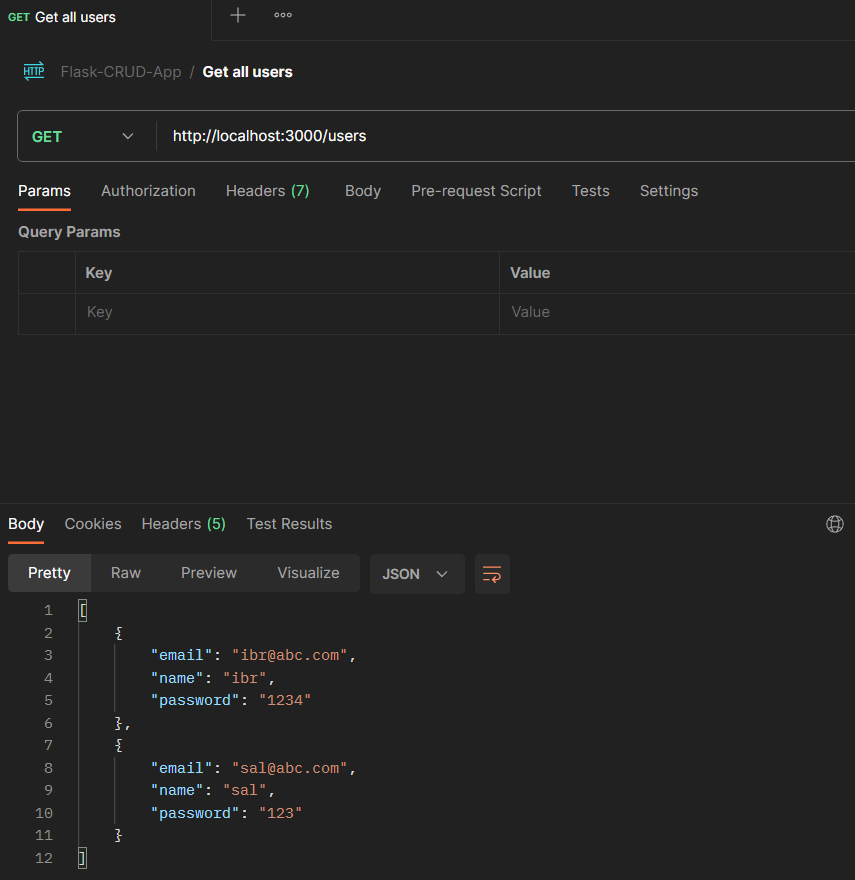 GET Get all users
HTTP Flask-CRUD-App / Get all users
GET http://localhost:3000/users
Params Authorization Headers (7) Body Pre-request Script Tests Settings
Query Params
Key Value
Key Value
Body Cookies Headers (5) Test Results
Pretty Raw Preview Visualize JSON
1 [
2 {
3 "email": "ibr@abc.com",
4 "name": "ibr",
5 "password": "1234"
6 },
7 {
8 "email": "sal@abc.com",
9 "name": "sal",
10 "password": "123"
11 }
12 ]